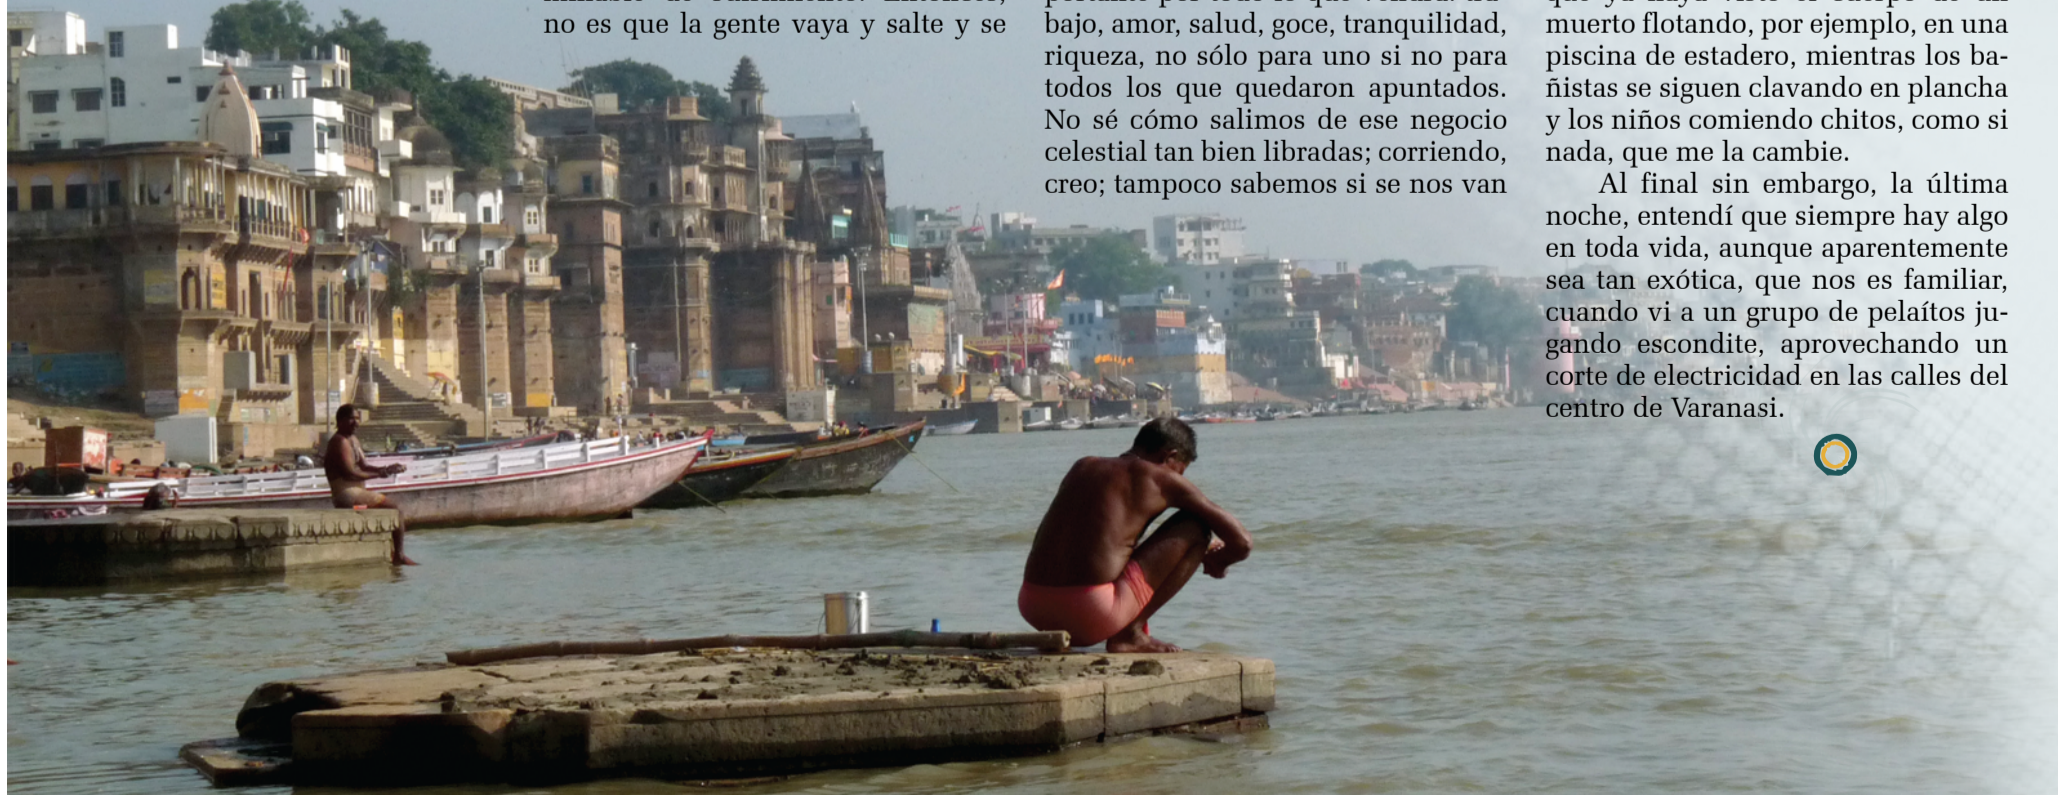 no es que la gente vaya y salte y se
bajo, amor, salud, goce, tranquilidad,
riqueza, no sólo para uno si no para
todos los que quedaron apuntados.
No sé cómo salimos de ese negocio
celestial tan bien libradas; corriendo,
creo; tampoco sabemos si se nos van
muerto flotando, por ejemplo, en una
piscina de estadero, mientras los ba-
ñistas se siguen clavando en plancha
y los niños comiendo chitos, como si
nada, que me la cambie.
Al final sin embargo, la última
noche, entendí que siempre hay algo
en toda vida, aunque aparentemente
sea tan exótica, que nos es familiar,
cuando vi a un grupo de pelaítos ju-
gando escondite, aprovechando un
corte de electricidad en las calles del
centro de Varanasi.